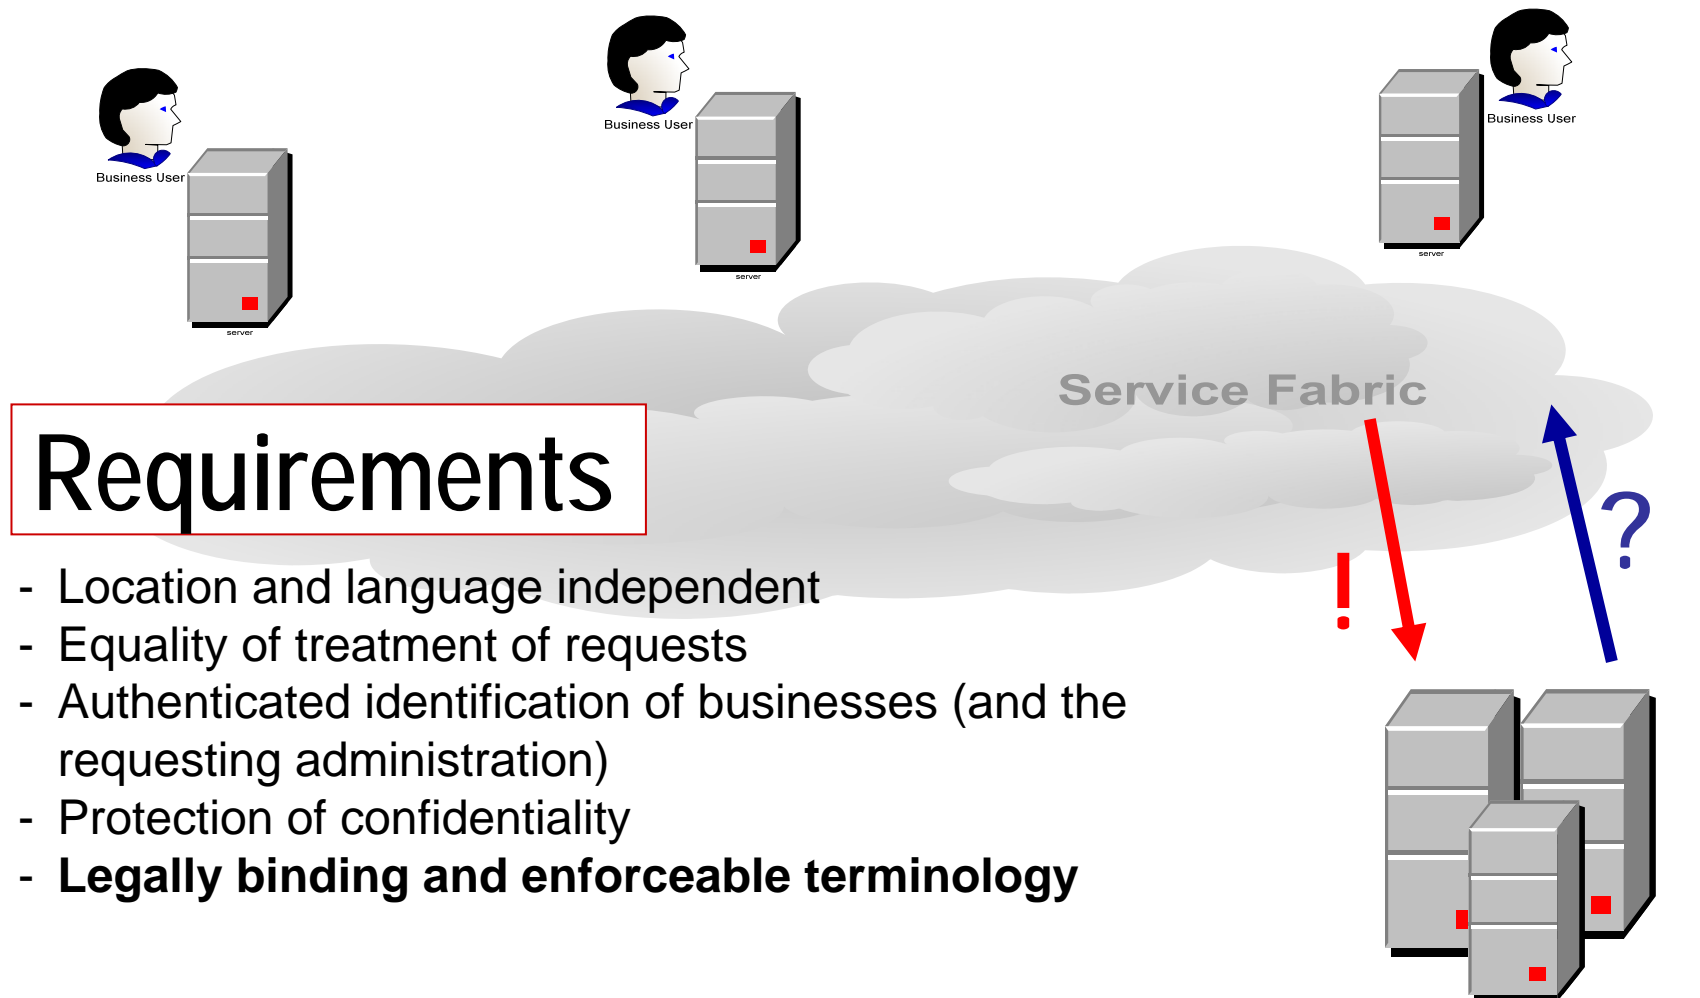 Business User
Business User
Business User
server
server
server
Service Fabric
Requirements
?
!
- Location and language independent
- Equality of treatment of requests
- Authenticated identification of businesses (and the
requesting administration)
- Protection of confidentiality
- Legally binding and enforceable terminology